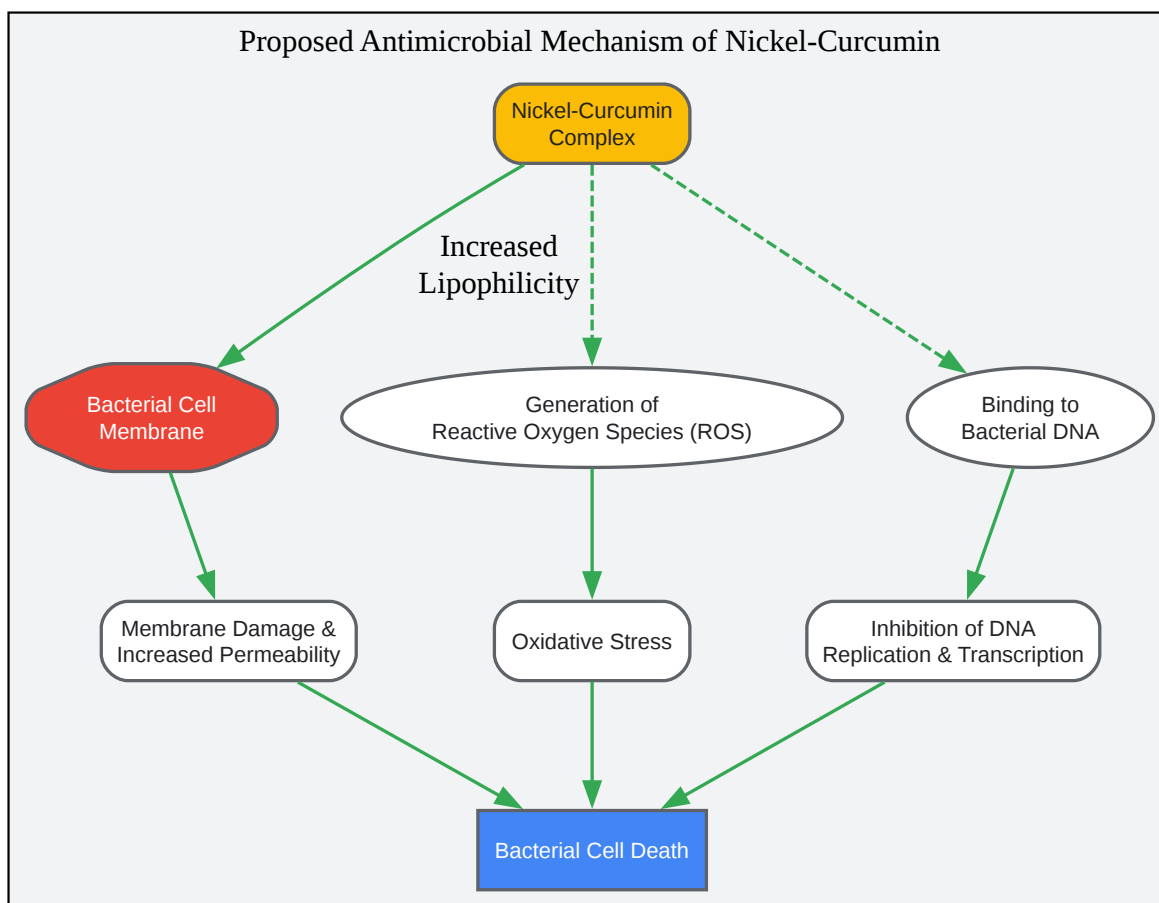 Proposed Antimicrobial Mechanism of Nickel-Curcumin
Nickel-Curcumin
Complex
Increased
Lipophilicity
Bacterial Cell
Membrane
Generation of
Reactive Oxygen Species (ROS)
Binding to
Bacterial DNA
Membrane Damage &
Increased Permeability
Oxidative Stress
Inhibition of DNA
Replication & Transcription
Bacterial Cell Death